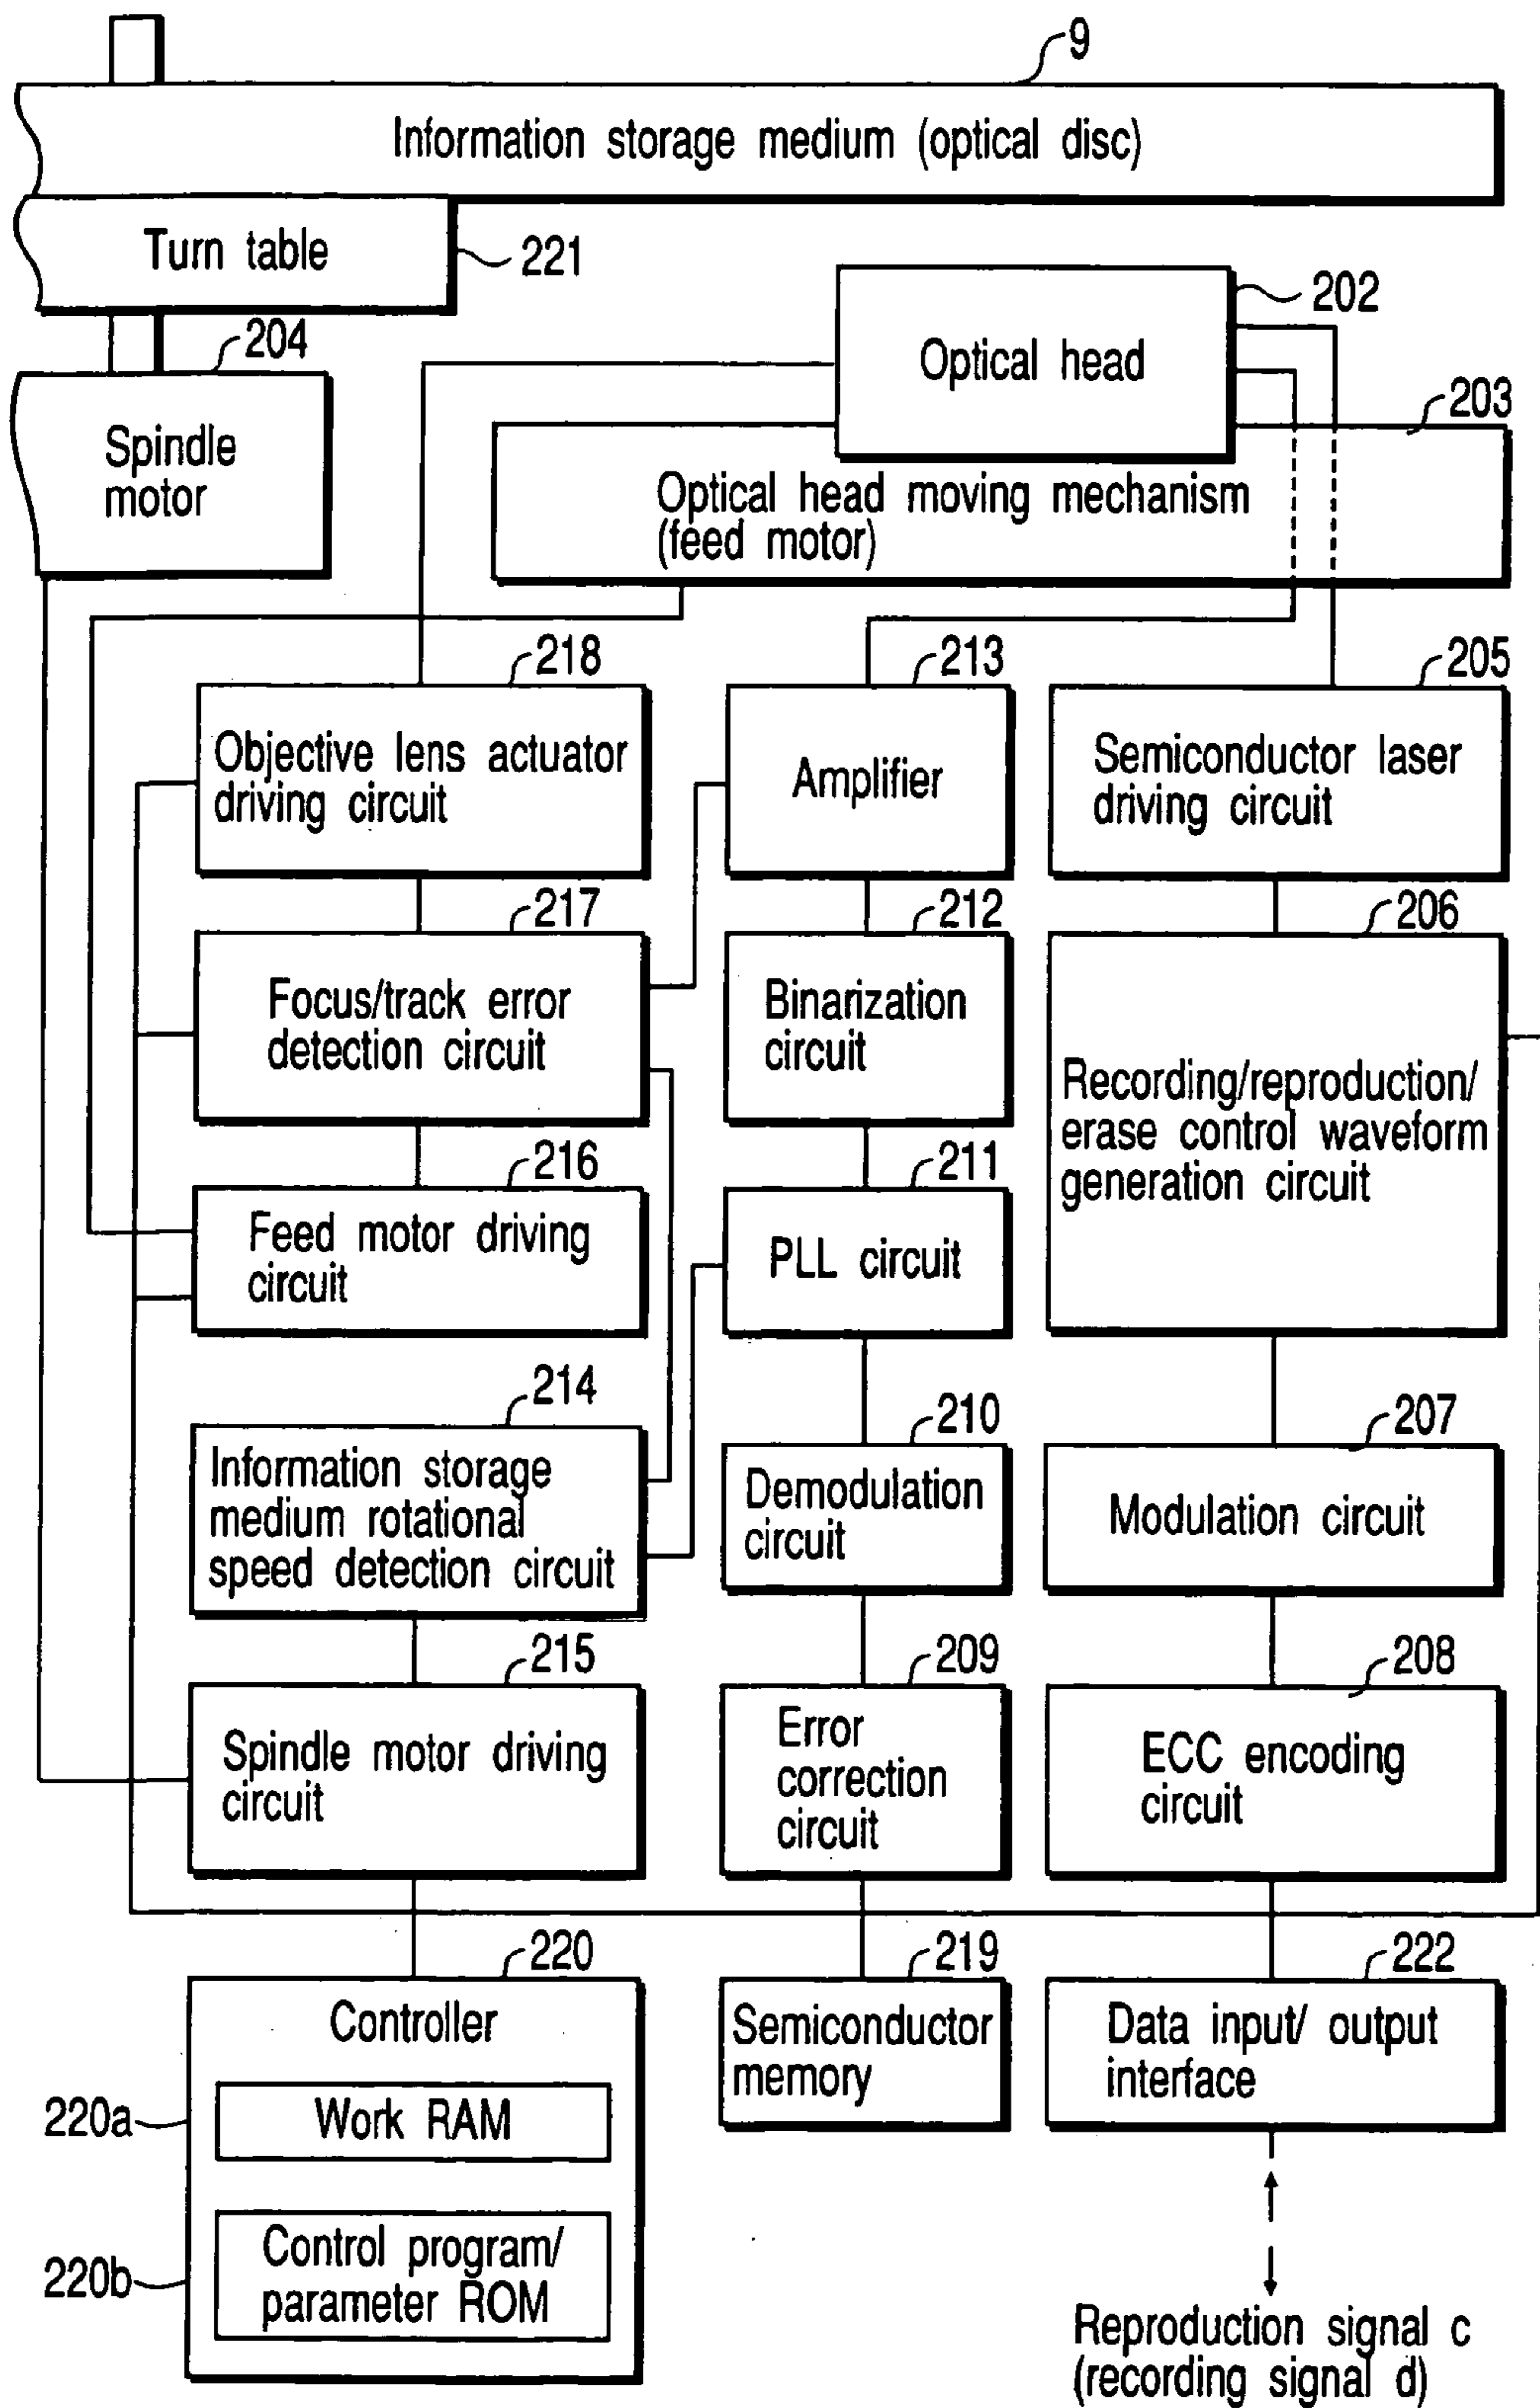 9
Information storage medium (optical disc)
Turn table
221
202
Optical head
204
203
Spindle
motor
Optical head moving mechanism
(feed motor)
218
213
205
Objective lens actuator
driving circuit
Amplifier
Semiconductor laser
driving circuit
217
212
206
Focus/track error
detection circuit
Binarization
circuit
Recording/reproduction/
erase control waveform
generation circuit
216
211
Feed motor driving
circuit
PLL circuit
214
210
207
Information storage
medium rotational
speed detection circuit
Demodulation
circuit
Modulation circuit
215
209
208
Spindle motor driving
circuit
Error
correction
circuit
ECC encoding
circuit
220
219
222
Controller
Semiconductor
memory
Data input/ output
interface
220a
Work RAM
220b
Control program/
parameter ROM
Reproduction signal c
(recording signal d)